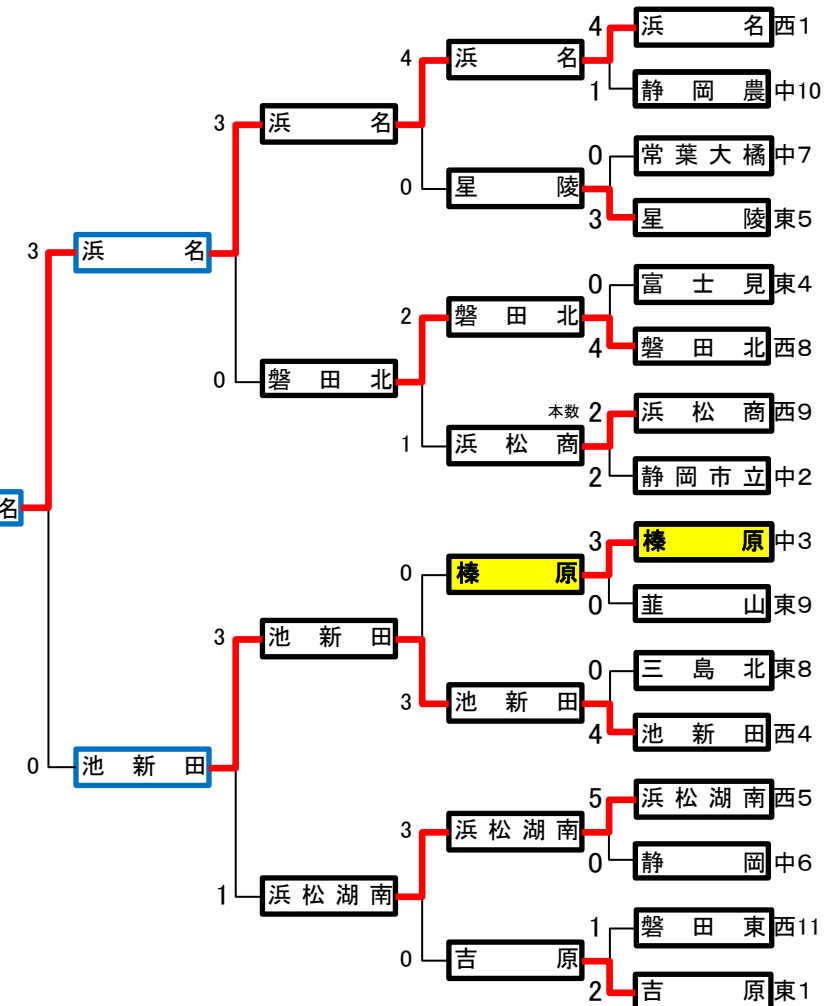 4 浜名 西1
4 浜名
1 静岡農 中10
3 浜名
0 常葉大橘 中7
0 星陵
3 星陵 東5
3 浜名
0 富士見 東4
2 磐田北
4 磐田北 西8
0 磐田北
本数 2 浜松商 西9
1 浜松商
2 静岡市立 中2
名
3 榛原 中3
0 榛原
0 韮山 東9
3 池新田
0 三島北 東8
3 池新田
4 池新田 西4
0 池新田
5 浜松湖南 西5
3 浜松湖南
0 静岡 中6
1 浜松湖南
1 磐田東 西11
0 吉原
2 吉原 東1